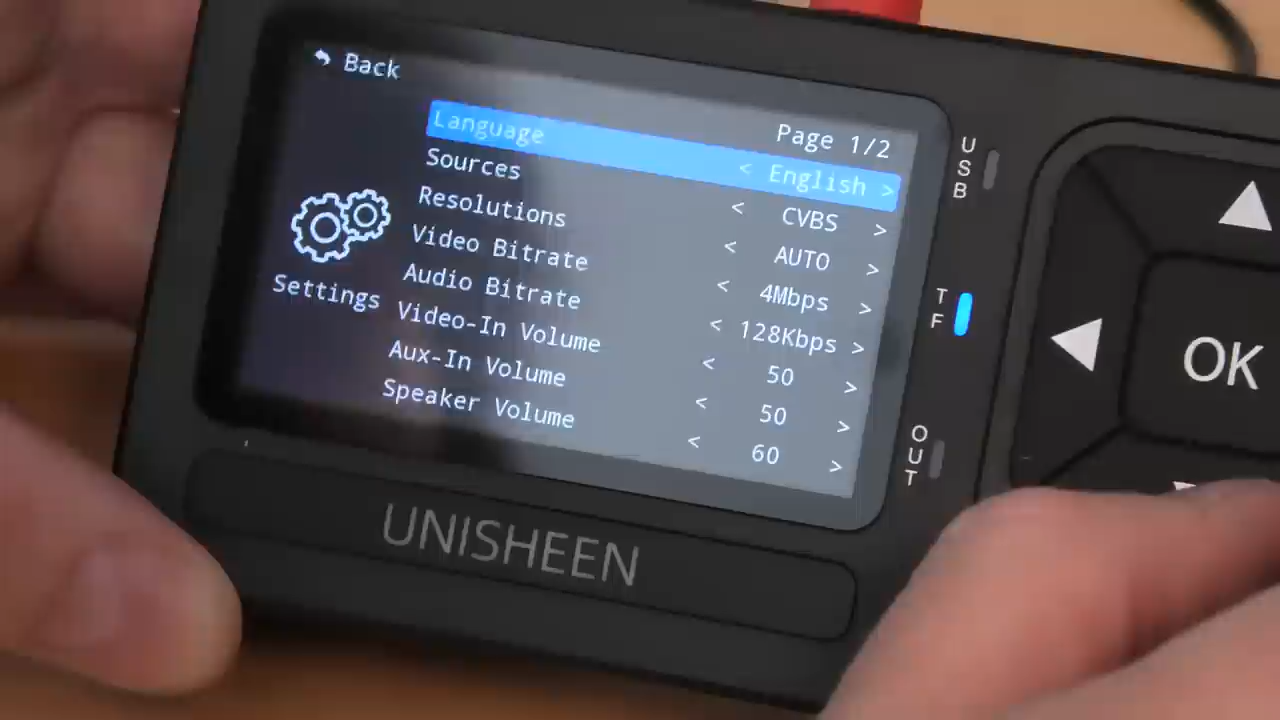 Back
Page 1/2
Language < English >
Sources < CVBS >
Resolutions < AUTO >
Video Bitrate < 4Mbps >
Audio Bitrate < 128Kbps >
Video-In Volume < 50 >
Aux-In Volume < 50 >
Speaker Volume < 60 >
Settings
USB
TF
OUT
OK
UNISHEEN